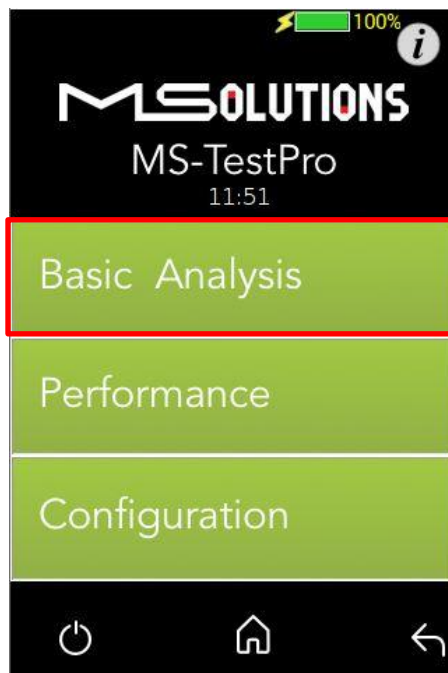 100%
i
MSOLUTIONS
MS-TestPro
11:51
Basic Analysis
Performance
Configuration